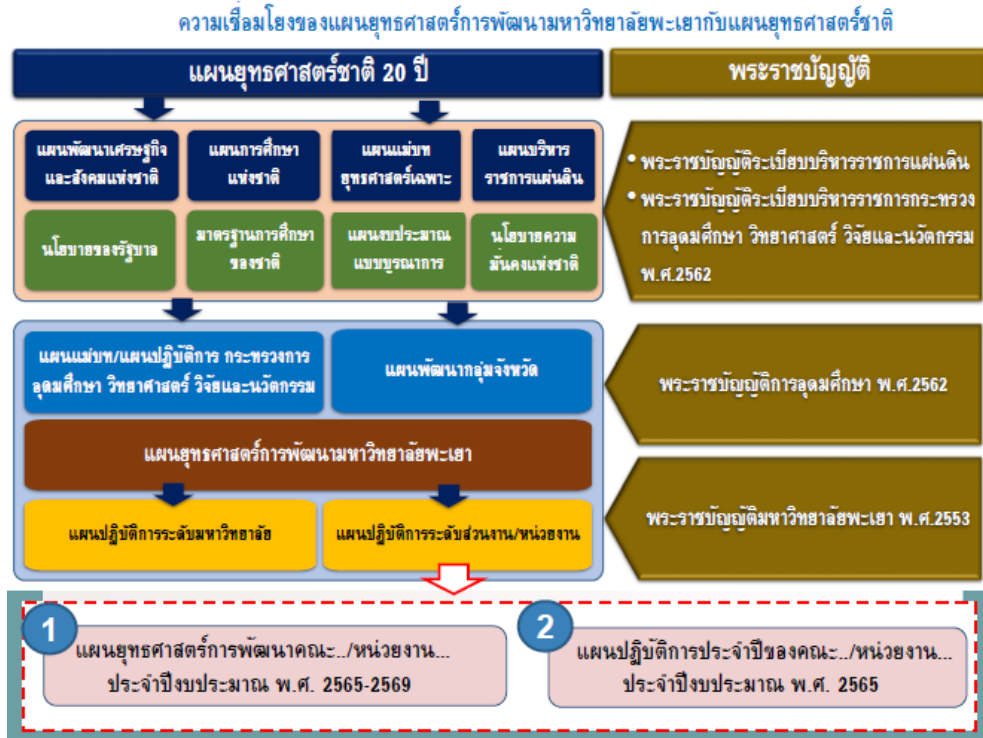 ความเชื่อมโยงของแผนยุทธศาสตร์การพัฒนามหาวิทยาลัยพะเยากับแผนยุทธศาสตร์ชาติ
แผนยุทธศาสตร์ชาติ 20 ปี
พระราชบัญญัติ
แผนพัฒนาเศรษฐกิจ
และสังคมแห่งชาติ
แผนการศึกษา
แห่งชาติ
แผนแม่บท
ยุทธศาสตร์เฉพาะ
แผนบริหาร
ราชการแผ่นดิน
นโยบายของรัฐบาล
มาตรฐานการศึกษา
ของชาติ
แผนงบประมาณ
แบบบูรณาการ
นโยบายความ
มั่นคงแห่งชาติ
• พระราชบัญญัติระเบียบบริหารราชการแผ่นดิน
• พระราชบัญญัติระเบียบบริหารราชการกระทรวง
การอุดมศึกษา วิทยาศาสตร์ วิจัยและนวัตกรรม
พ.ศ.2562
แผนแม่บท/แผนปฏิบัติการ กระทรวงการ
อุดมศึกษา วิทยาศาสตร์ วิจัยและนวัตกรรม
แผนพัฒนากลุ่มจังหวัด
พระราชบัญญัติการอุดมศึกษา พ.ศ.2562
แผนยุทธศาสตร์การพัฒนามหาวิทยาลัยพะเยา
แผนปฏิบัติการระดับมหาวิทยาลัย
แผนปฏิบัติการระดับส่วนงาน/หน่วยงาน
พระราชบัญญัติมหาวิทยาลัยพะเยา พ.ศ.2553
1
แผนยุทธศาสตร์การพัฒนาคณะ../หน่วยงาน...
ประจำปีงบประมาณ พ.ศ. 2565-2569
2
แผนปฏิบัติการประจำปีของคณะ../หน่วยงาน...
ประจำปีงบประมาณ พ.ศ. 2565